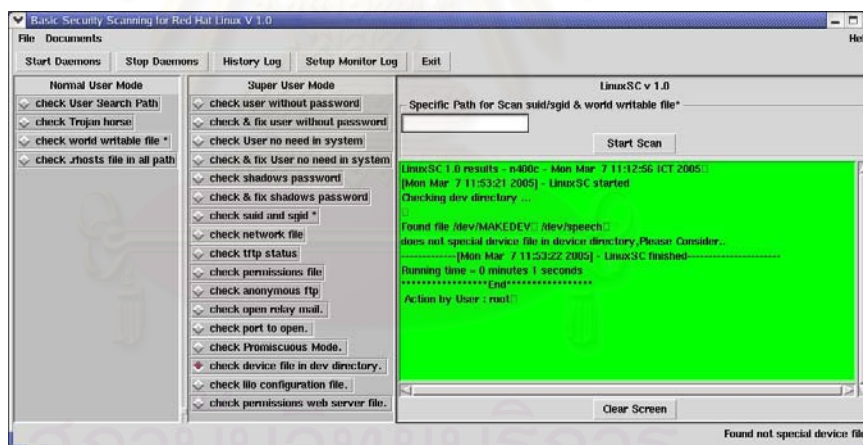 Basic Security Scanning for Red Hat Linux V 1.0
File Documents Hel
Start Daemons Stop Daemons History Log Setup Monitor Log Exit
Normal User Mode
check User Search Path
check Trojan horse
check world writable file *
check .rhosts file in all path
Super User Mode
check user without password
check & fix user without password
check User no need in system
check & fix User no need in system
check shadows password
check & fix shadows password
check suid and sgid *
check network file
check tftp status
check permissions file
check anonymous ftp
check open relay mail.
check port to open.
check Promiscuous Mode.
check device file in dev directory.
check lilo configuration file.
check permissions web server file.
LinuxSC v 1.0
Specific Path for Scan suid/sgid & world writable file*
Start Scan
LinuxSC 1.0 results - n400c - Mon Mar 7 11:12:56 ICT 2005
[Mon Mar 7 11:53:21 2005] - LinuxSC started
Checking dev directory ...
Found file /dev/MAKEDEV /dev/speech
does not special device file in device directory,Please Consider..
-------------[Mon Mar 7 11:53:22 2005] - LinuxSC finished----------------------
Running time = 0 minutes 1 seconds
*****************End*****************
Action by User : root
Clear Screen
Found not special device file